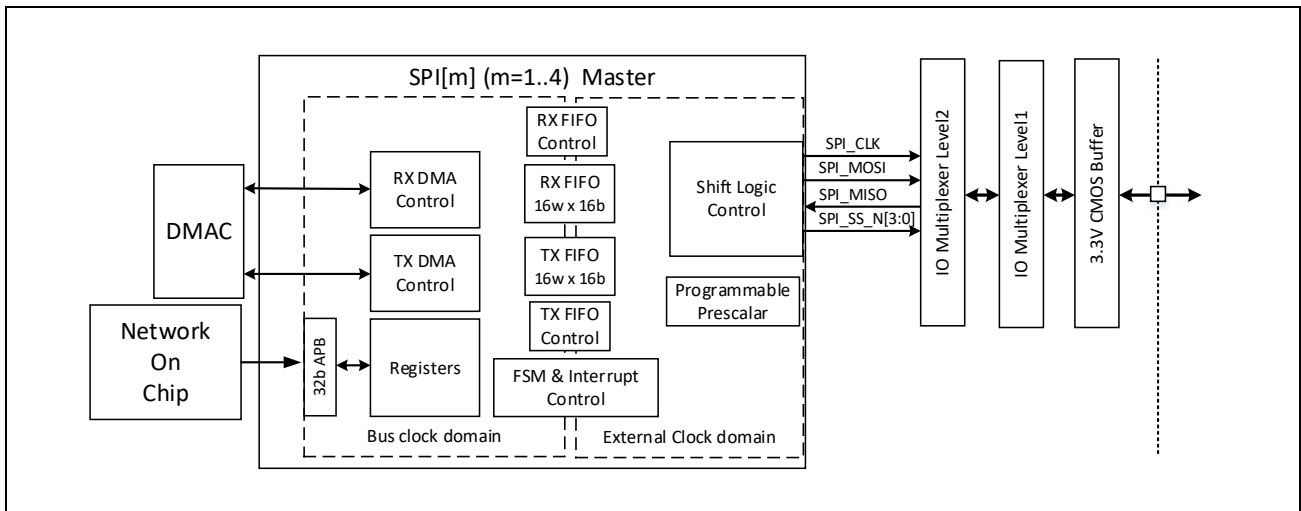 SPI[m] (m=1..4)  Master
RX FIFO
Control
RX DMA
Control
RX FIFO
16w x 16b
TX DMA
Control
TX FIFO
16w x 16b
TX FIFO
Control
Registers
FSM & Interrupt
Control
32b APB
Bus clock domain
External Clock domain
DMAC
Network
On
Chip
Shift Logic
Control
Programmable
Prescalar
SPI_CLK
SPI_MOSI
SPI_MISO
SPI_SS_N[3:0]
IO Multiplexer Level2
IO Multiplexer Level1
3.3V CMOS Buffer